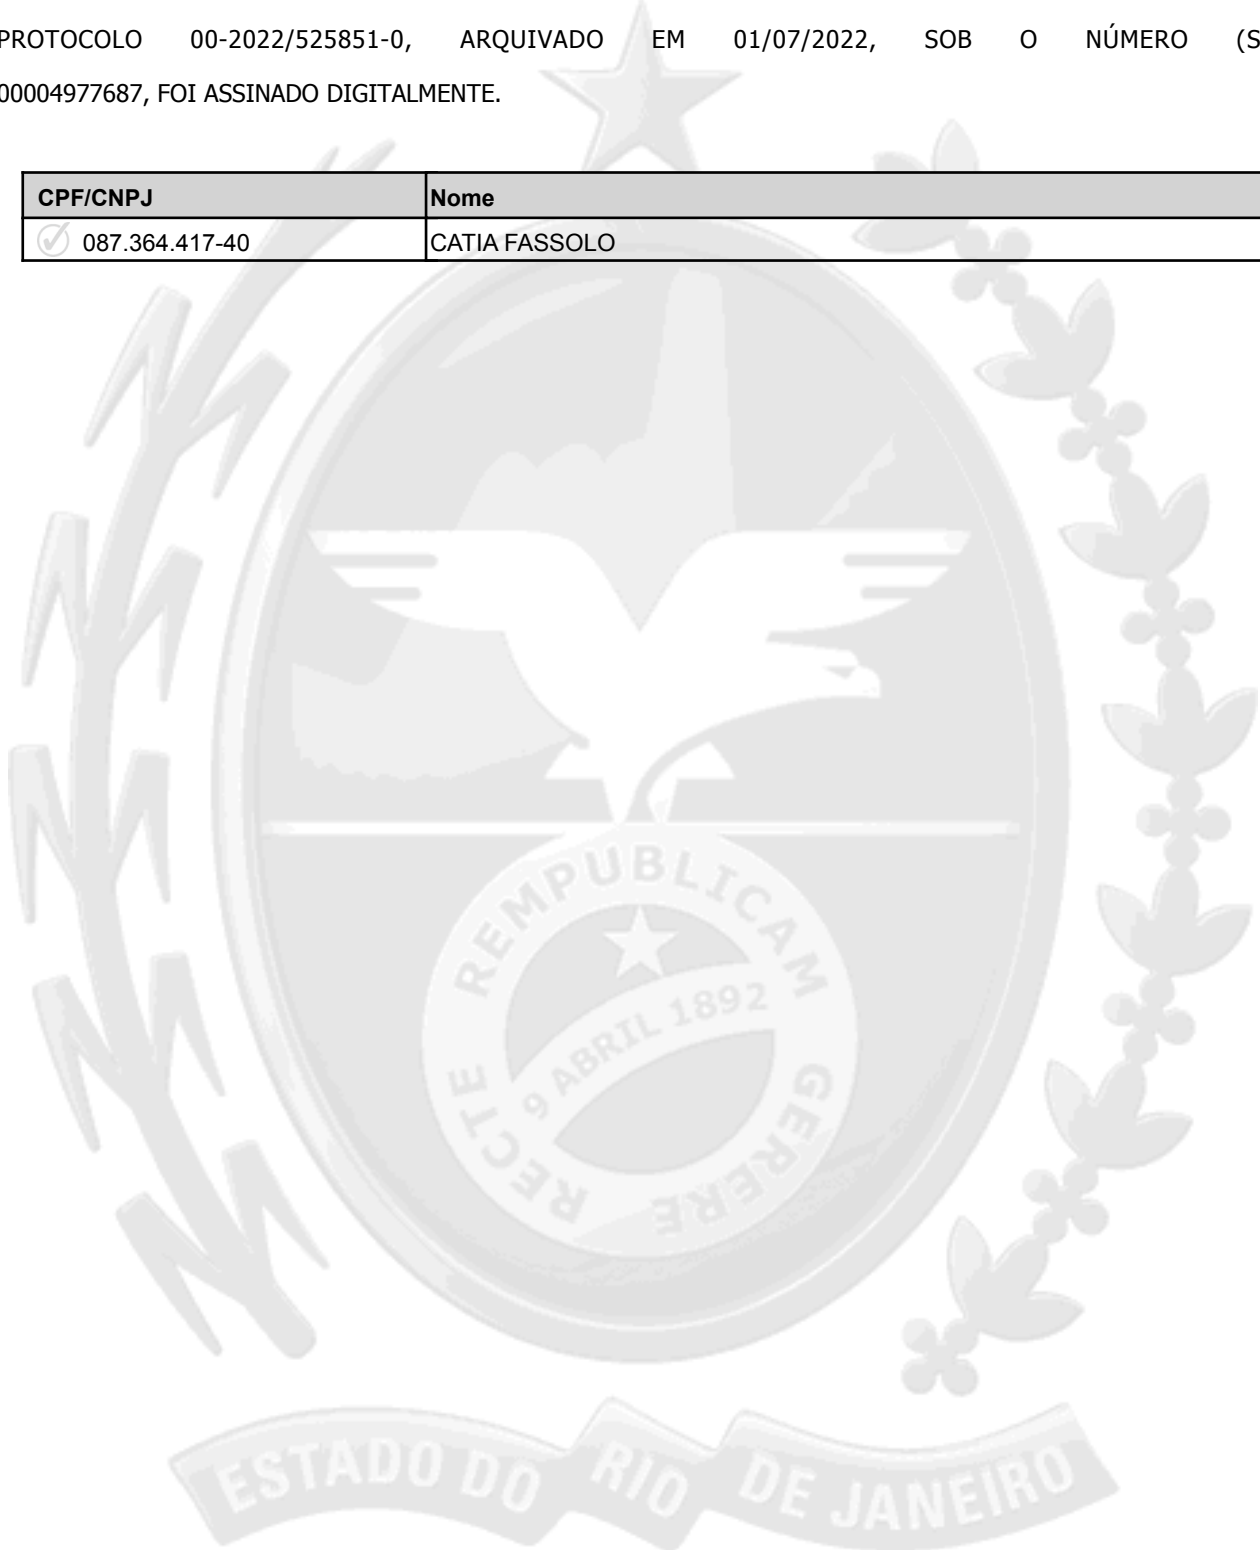 PROTOCOLO 00-2022/525851-0, ARQUIVADO EM 01/07/2022, SOB O NÚMERO (S
00004977687, FOI ASSINADO DIGITALMENTE.
CPF/CNPJ Nome
087.364.417-40 CATIA FASSOLO
RECTE REMPUBLICAM GERERE
9 ABRIL 1892
ESTADO DO RIO DE JANEIRO